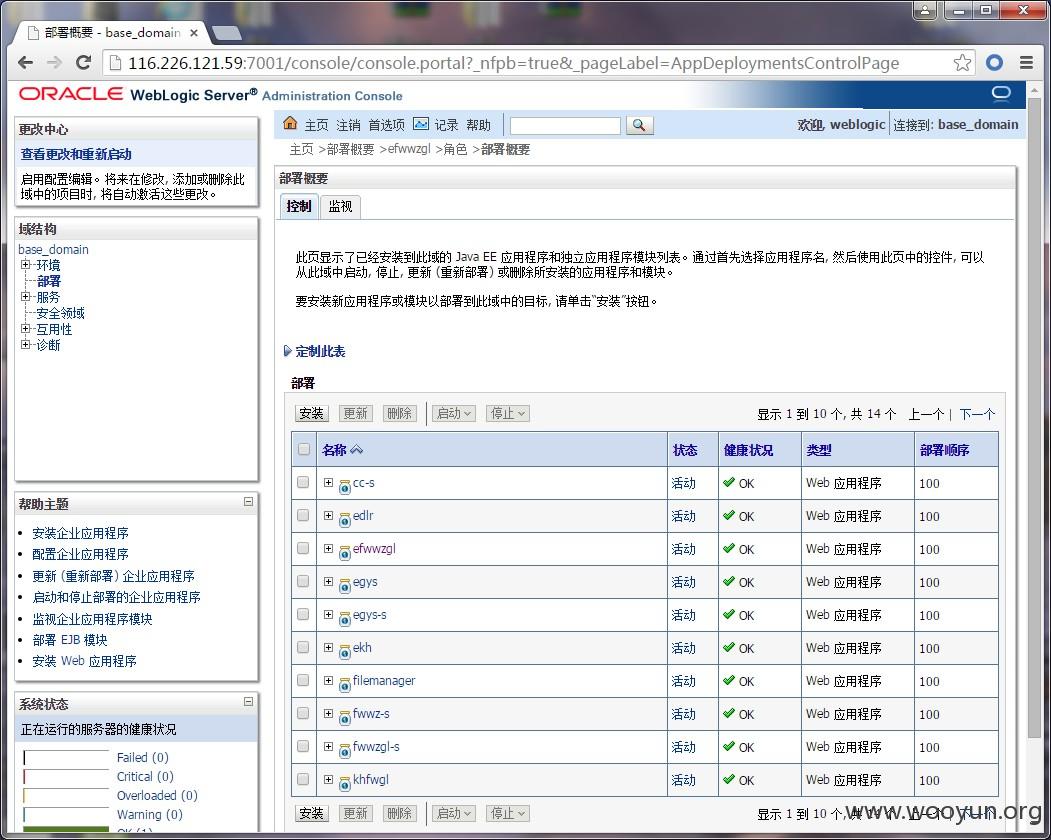 部署概要 - base_domain
116.226.121.59:7001/console/console.portal?_nfpb=true&_pageLabel=AppDeploymentsControlPage
ORACLE WebLogic Server® Administration Console
更改中心
查看更改和重新启动
启用配置编辑。将来在修改, 添加或删除此
域中的项目时, 将自动激活这些更改。
域结构
base_domain
环境
部署
服务
安全领域
互用性
诊断
帮助主题
安装企业应用程序
配置企业应用程序
更新 (重新部署) 企业应用程序
启动和停止部署的企业应用程序
监视企业应用程序模块
部署 EJB 模块
安装 Web 应用程序
系统状态
正在运行的服务器的健康状况
Failed (0)
Critical (0)
Overloaded (0)
Warning (0)
OK (1)
主页 注销 首选项 记录 帮助
欢迎, weblogic 连接到: base_domain
主页 >部署概要 >efwwzgl >角色 >部署概要
部署概要
控制 监视
此页显示了已经安装到此域的 Java EE 应用程序和独立应用程序模块列表。通过首先选择应用程序名, 然后使用此页中的控件, 可以
从此域中启动, 停止, 更新 (重新部署) 或删除所安装的应用程序和模块。
要安装新应用程序或模块以部署到此域中的目标, 请单击“安装”按钮。
定制此表
部署
安装 更新 删除 启动 停止 显示 1 到 10 个, 共 14 个 上一个 | 下一个
名称 状态 健康状况 类型 部署顺序
cc-s 活动 OK Web 应用程序 100
edlr 活动 OK Web 应用程序 100
efwwzgl 活动 OK Web 应用程序 100
egys 活动 OK Web 应用程序 100
egys-s 活动 OK Web 应用程序 100
ekh 活动 OK Web 应用程序 100
filemanager 活动 OK Web 应用程序 100
fwwz-s 活动 OK Web 应用程序 100
fwwzgl-s 活动 OK Web 应用程序 100
khfwgl 活动 OK Web 应用程序 100
安装 更新 删除 启动 停止 显示 1 到 10 个, 共 14 个 上一个 | 下一个
www.wooyun.org